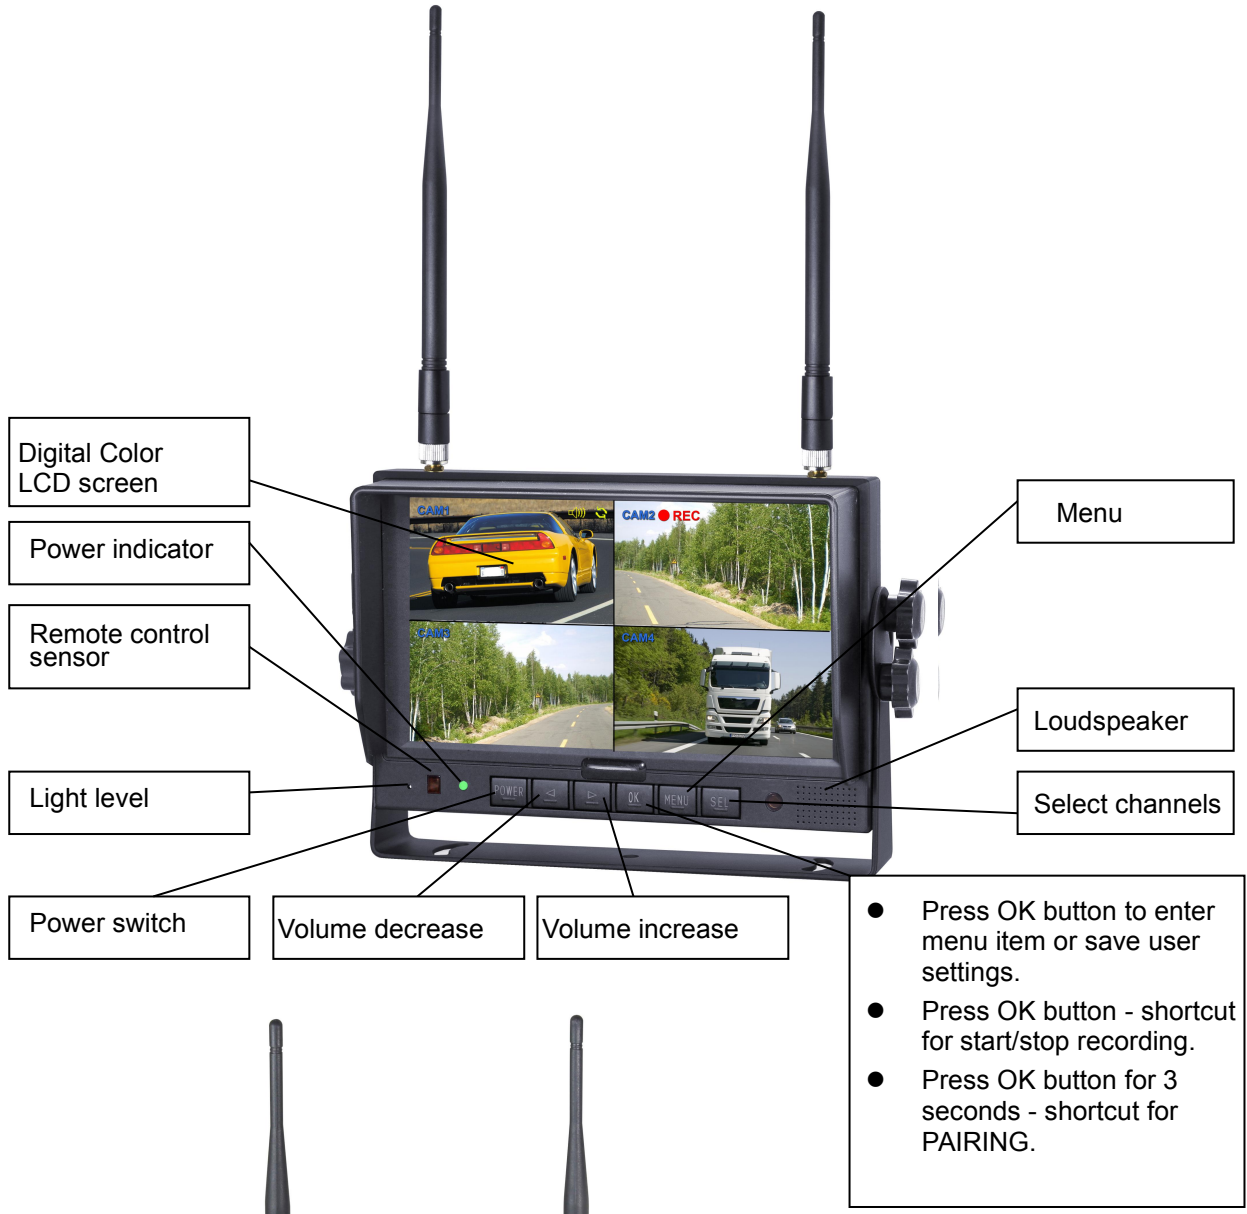 Digital Color
LCD screen
Power indicator
Remote control
sensor
Light level
Power switch
Volume decrease
Volume increase
Menu
Loudspeaker
Select channels
CAM1
CAM2 REC
CAM3
CAM4
POWER
OK
MENU
SEL
● Press OK button to enter
menu item or save user
settings.
● Press OK button - shortcut
for start/stop recording.
● Press OK button for 3
seconds - shortcut for
PAIRING.